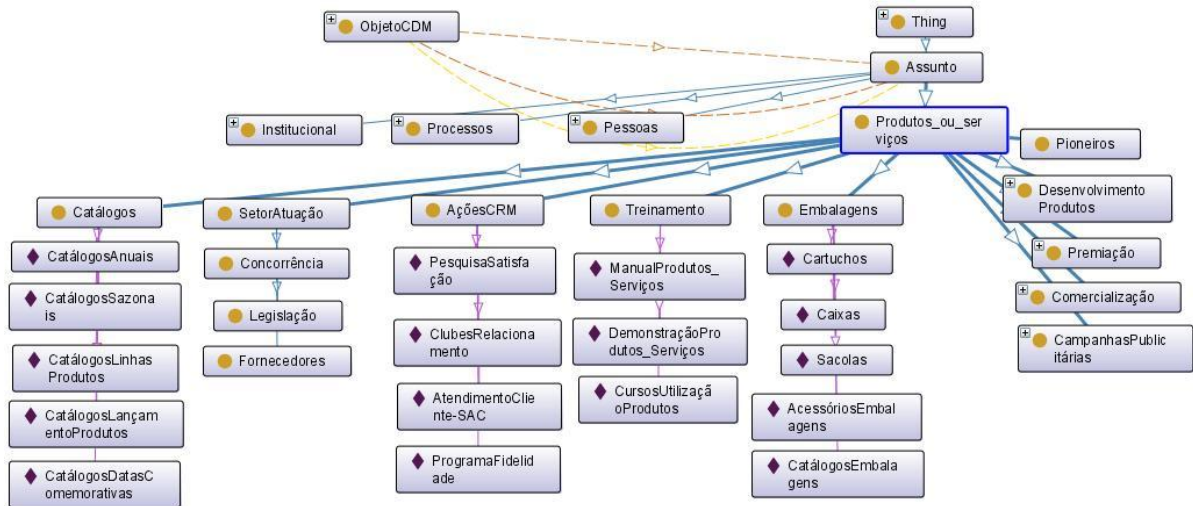 ObjetoCDM
Thing
Assunto
Institucional
Processos
Pessoas
Produtos_ou_ser
viços
Pioneiros
Catálogos
SetorAtuação
AçõesCRM
Treinamento
Embalagens
Desenvolvimento
Produtos
CatálogosAnuais
Concorrência
PesquisaSatisfa
ção
ManualProdutos_
Serviços
Cartuchos
Premiação
CatálogosSazona
is
Legislação
ClubesRelaciona
mento
DemonstraçãoPro
dutos_Serviços
Caixas
Comercialização
CatálogosLinhas
Produtos
Fornecedores
AtendimentoClie
nte-SAC
CursosUtilizaçã
oProdutos
Sacolas
CampanhasPublic
itárias
CatálogosLançam
entoProdutos
ProgramaFidelid
ade
AcessóriosEmbal
agens
CatálogosDatasC
omemorativas
CatálogosEmbala
gens